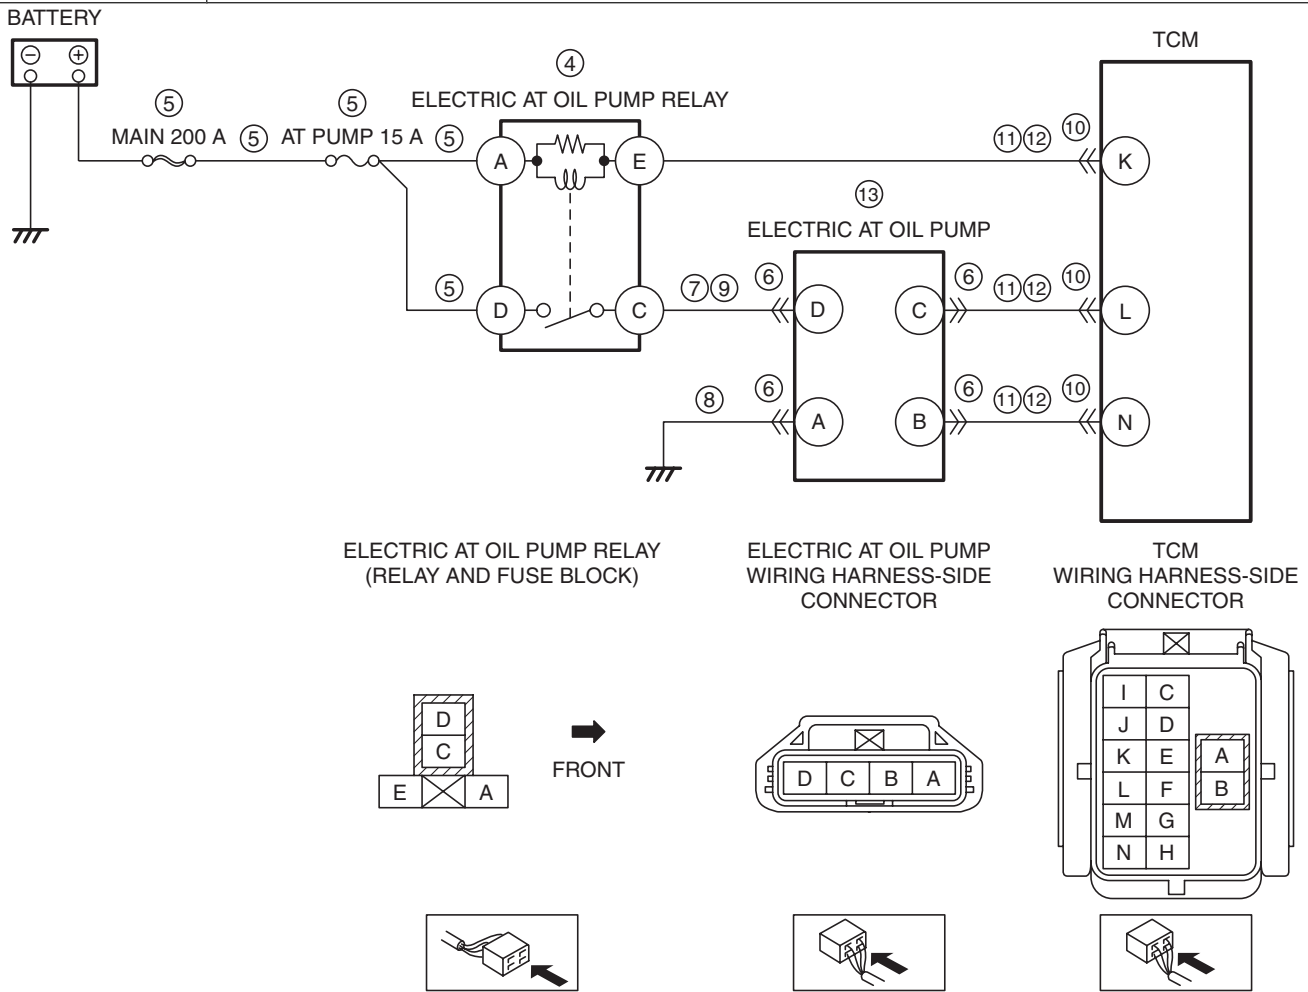 BATTERY
TCM
− +
④
⑤ ⑤ ELECTRIC AT OIL PUMP RELAY
MAIN 200 A ⑤ AT PUMP 15 A ⑤ ⑪⑫ ⑩
A E K
⑬
ELECTRIC AT OIL PUMP
⑤ ⑦⑨ ⑥ ⑥ ⑪⑫ ⑩
D C D C L
⑧ ⑥ ⑥ ⑪⑫ ⑩
A B N
ELECTRIC AT OIL PUMP RELAY
(RELAY AND FUSE BLOCK)
ELECTRIC AT OIL PUMP
WIRING HARNESS-SIDE
CONNECTOR
TCM
WIRING HARNESS-SIDE
CONNECTOR
D
C
E A
FRONT
D C B A
I C
J D
K E A
L F B
M G
N H